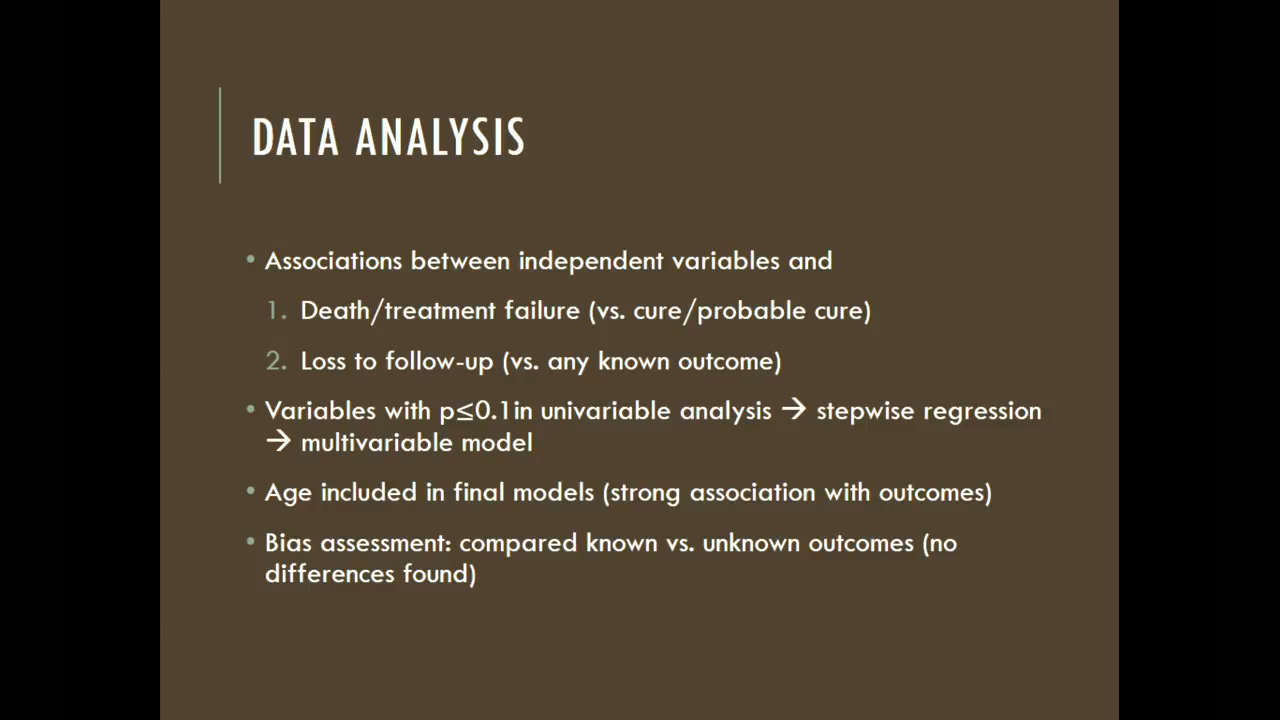 DATA ANALYSIS
• Associations between independent variables and
1. Death/treatment failure (vs. cure/probable cure)
2. Loss to follow-up (vs. any known outcome)
• Variables with p≤0.1in univariable analysis → stepwise regression
→ multivariable model
• Age included in final models (strong association with outcomes)
• Bias assessment: compared known vs. unknown outcomes (no
differences found)